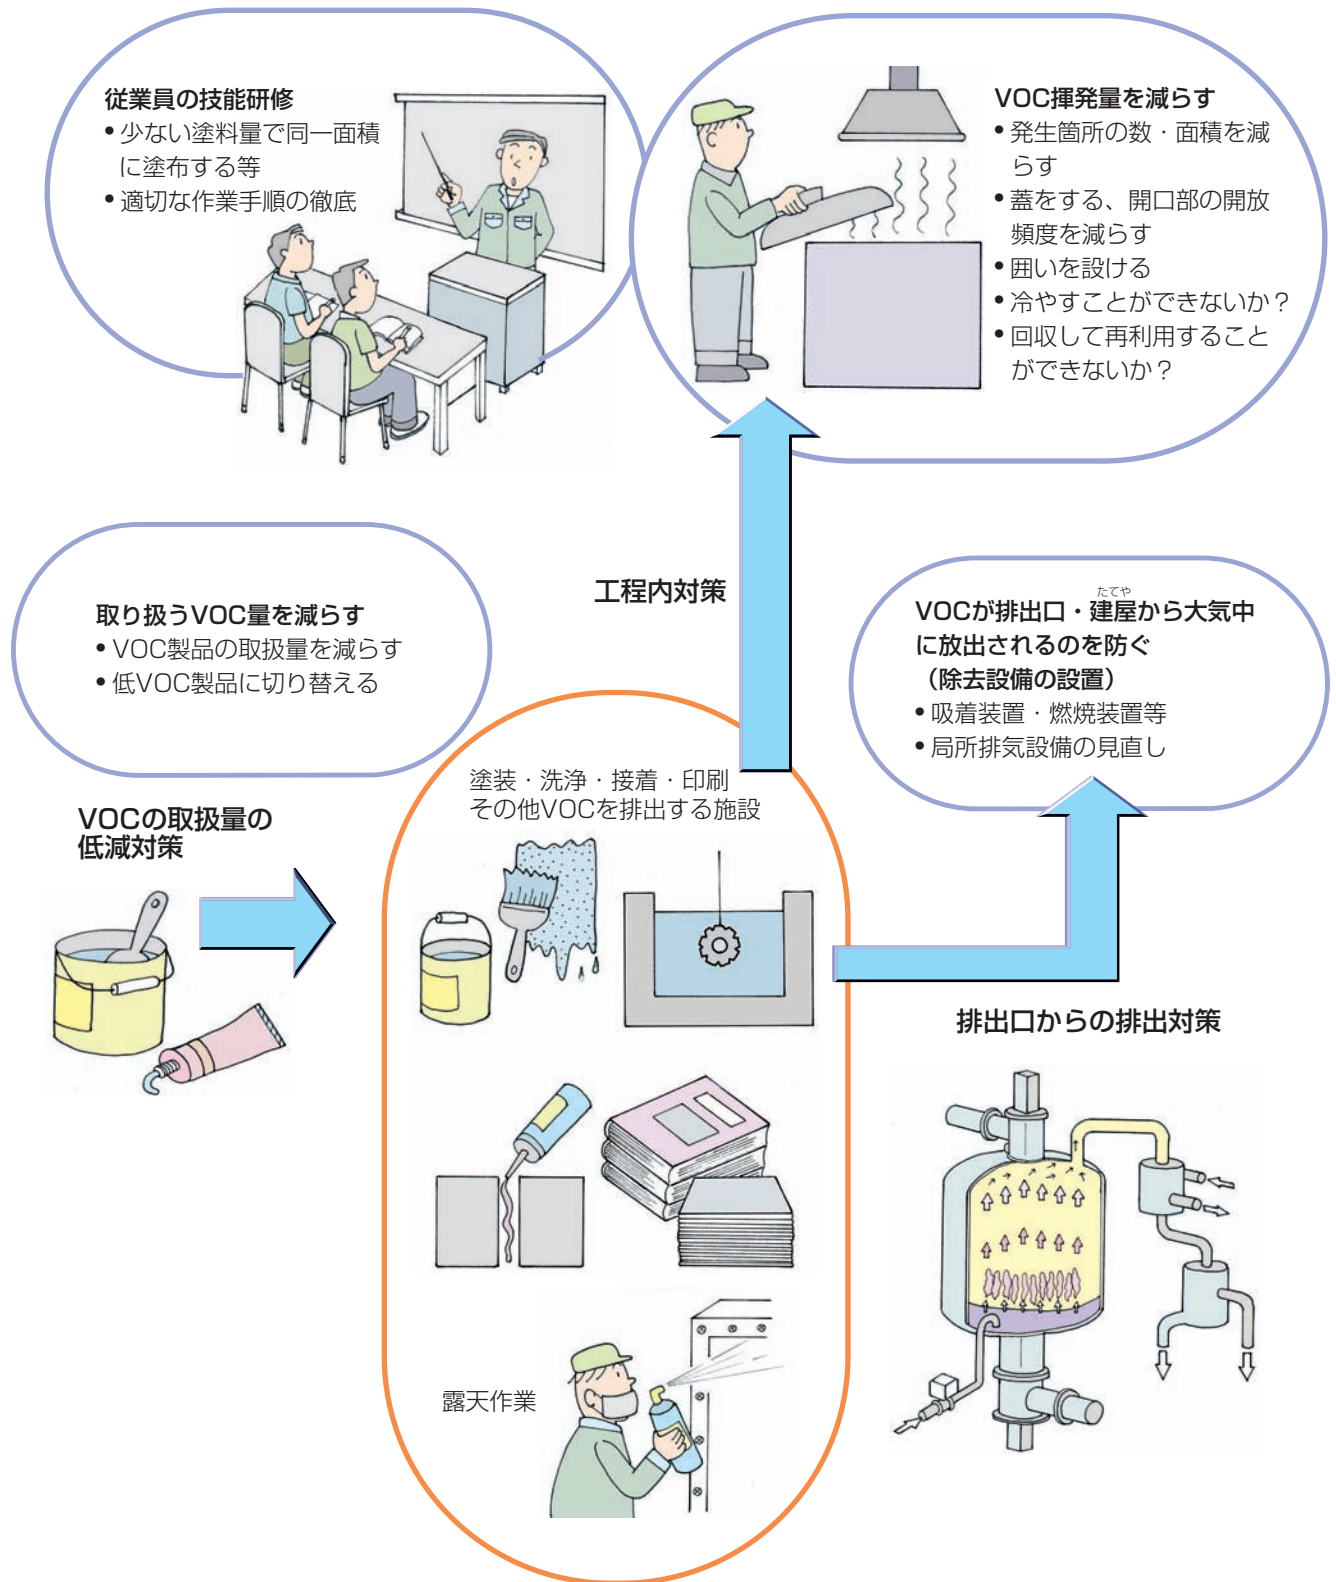 従業員の技能研修
• 少ない塗料量で同一面積
に塗布する等
• 適切な作業手順の徹底
VOC揮発量を減らす
• 発生箇所の数・面積を減
らす
• 蓋をする、開口部の開放
頻度を減らす
• 囲いを設ける
• 冷やすことができないか？
• 回収して再利用すること
ができないか？
工程内対策
取り扱うVOC量を減らす
• VOC製品の取扱量を減らす
• 低VOC製品に切り替える
たてや
VOCが排出口・建屋から大気中
に放出されるのを防ぐ
（除去設備の設置）
• 吸着装置・燃焼装置等
• 局所排気設備の見直し
VOCの取扱量の
低減対策
塗装・洗浄・接着・印刷
その他VOCを排出する施設
排出口からの排出対策
露天作業